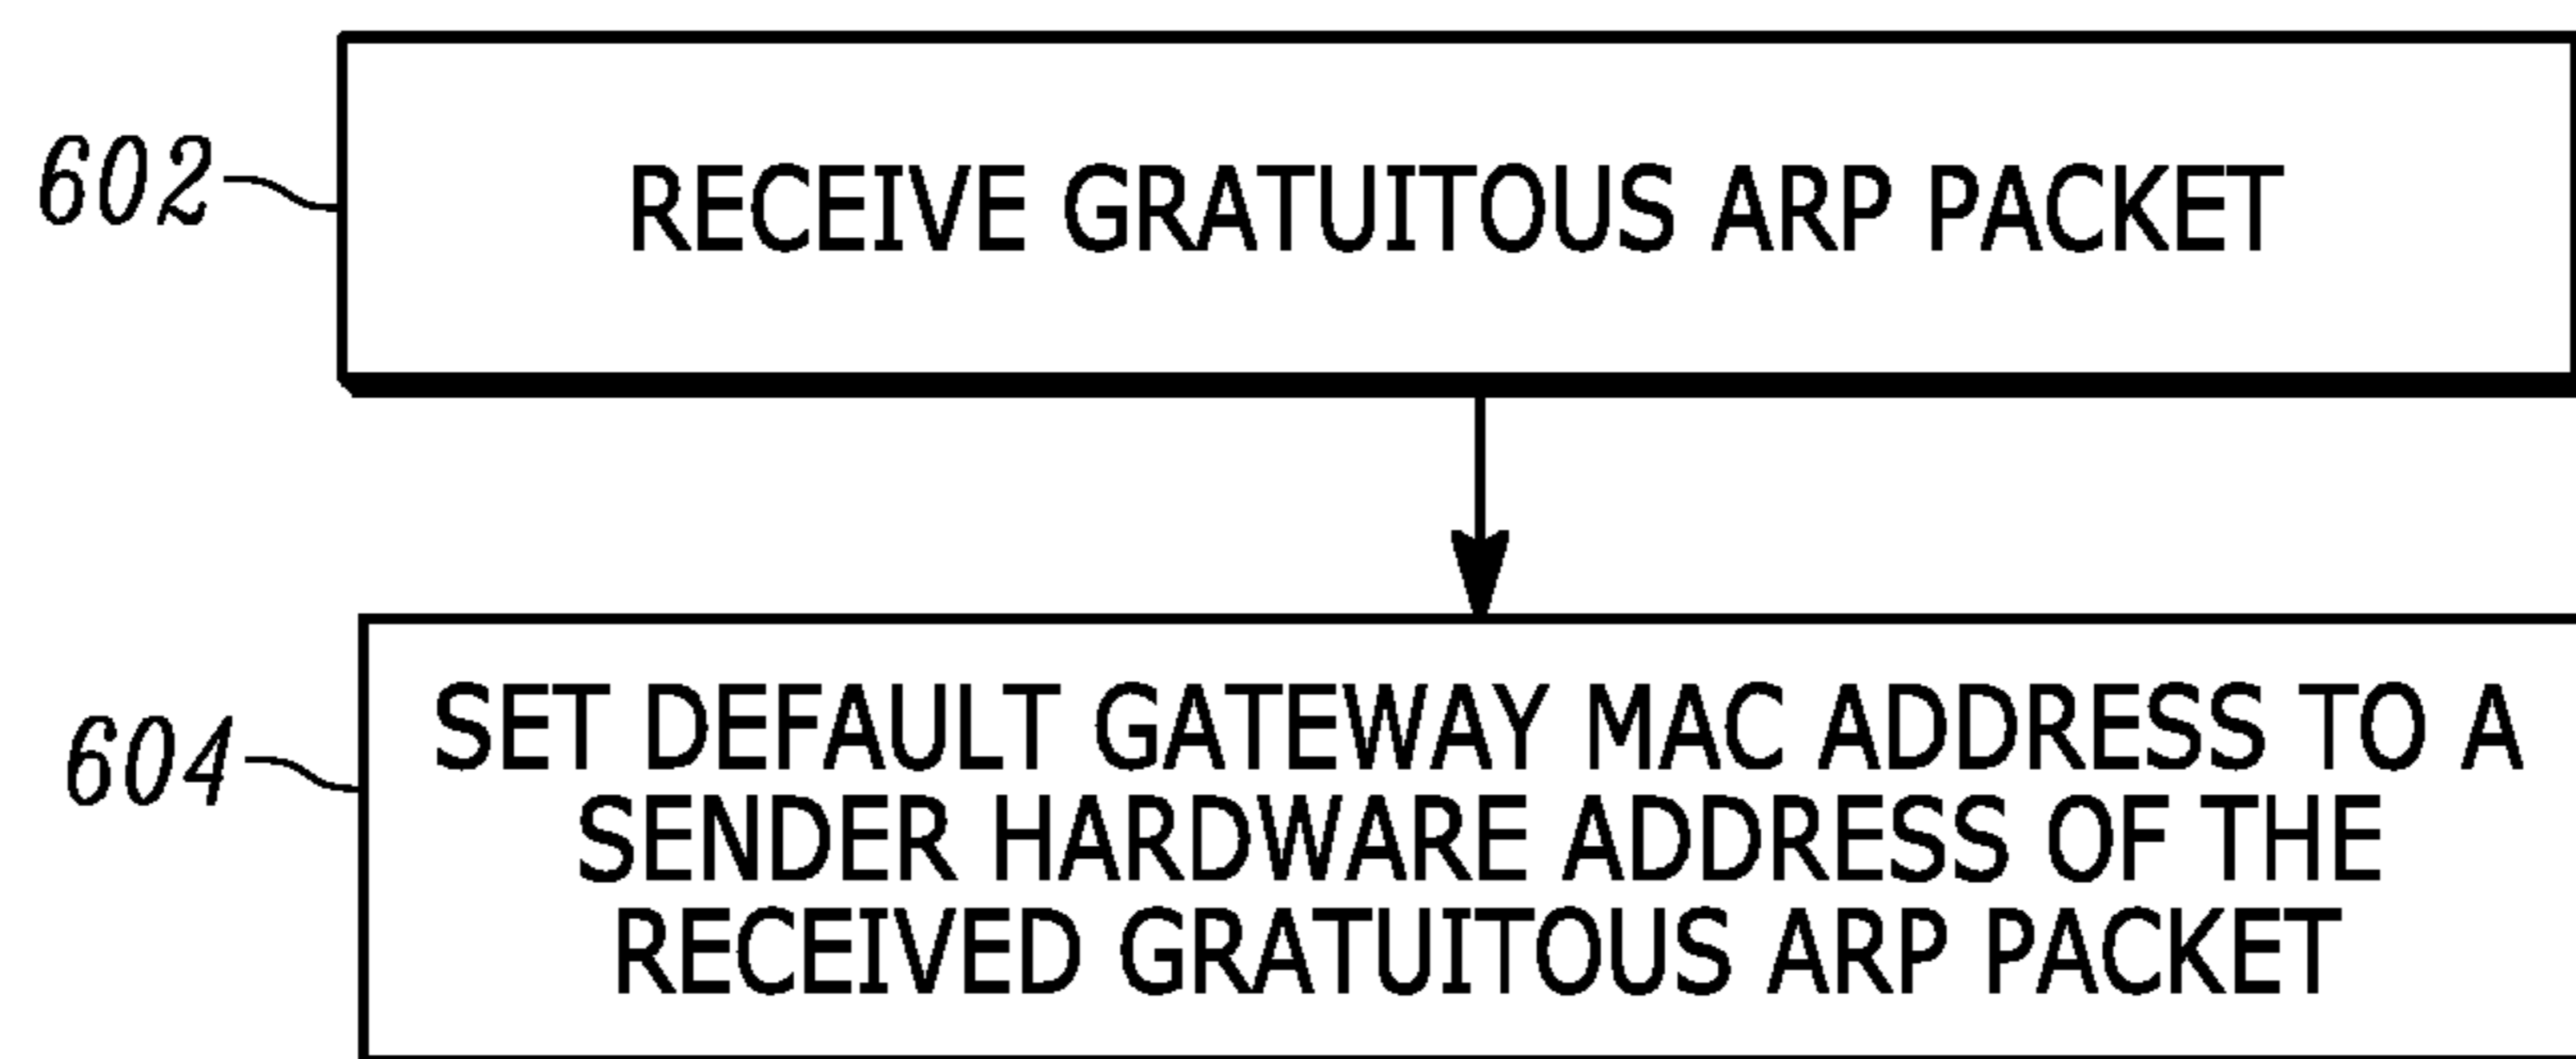 602
RECEIVE GRATUITOUS ARP PACKET
604
SET DEFAULT GATEWAY MAC ADDRESS TO A
SENDER HARDWARE ADDRESS OF THE
RECEIVED GRATUITOUS ARP PACKET